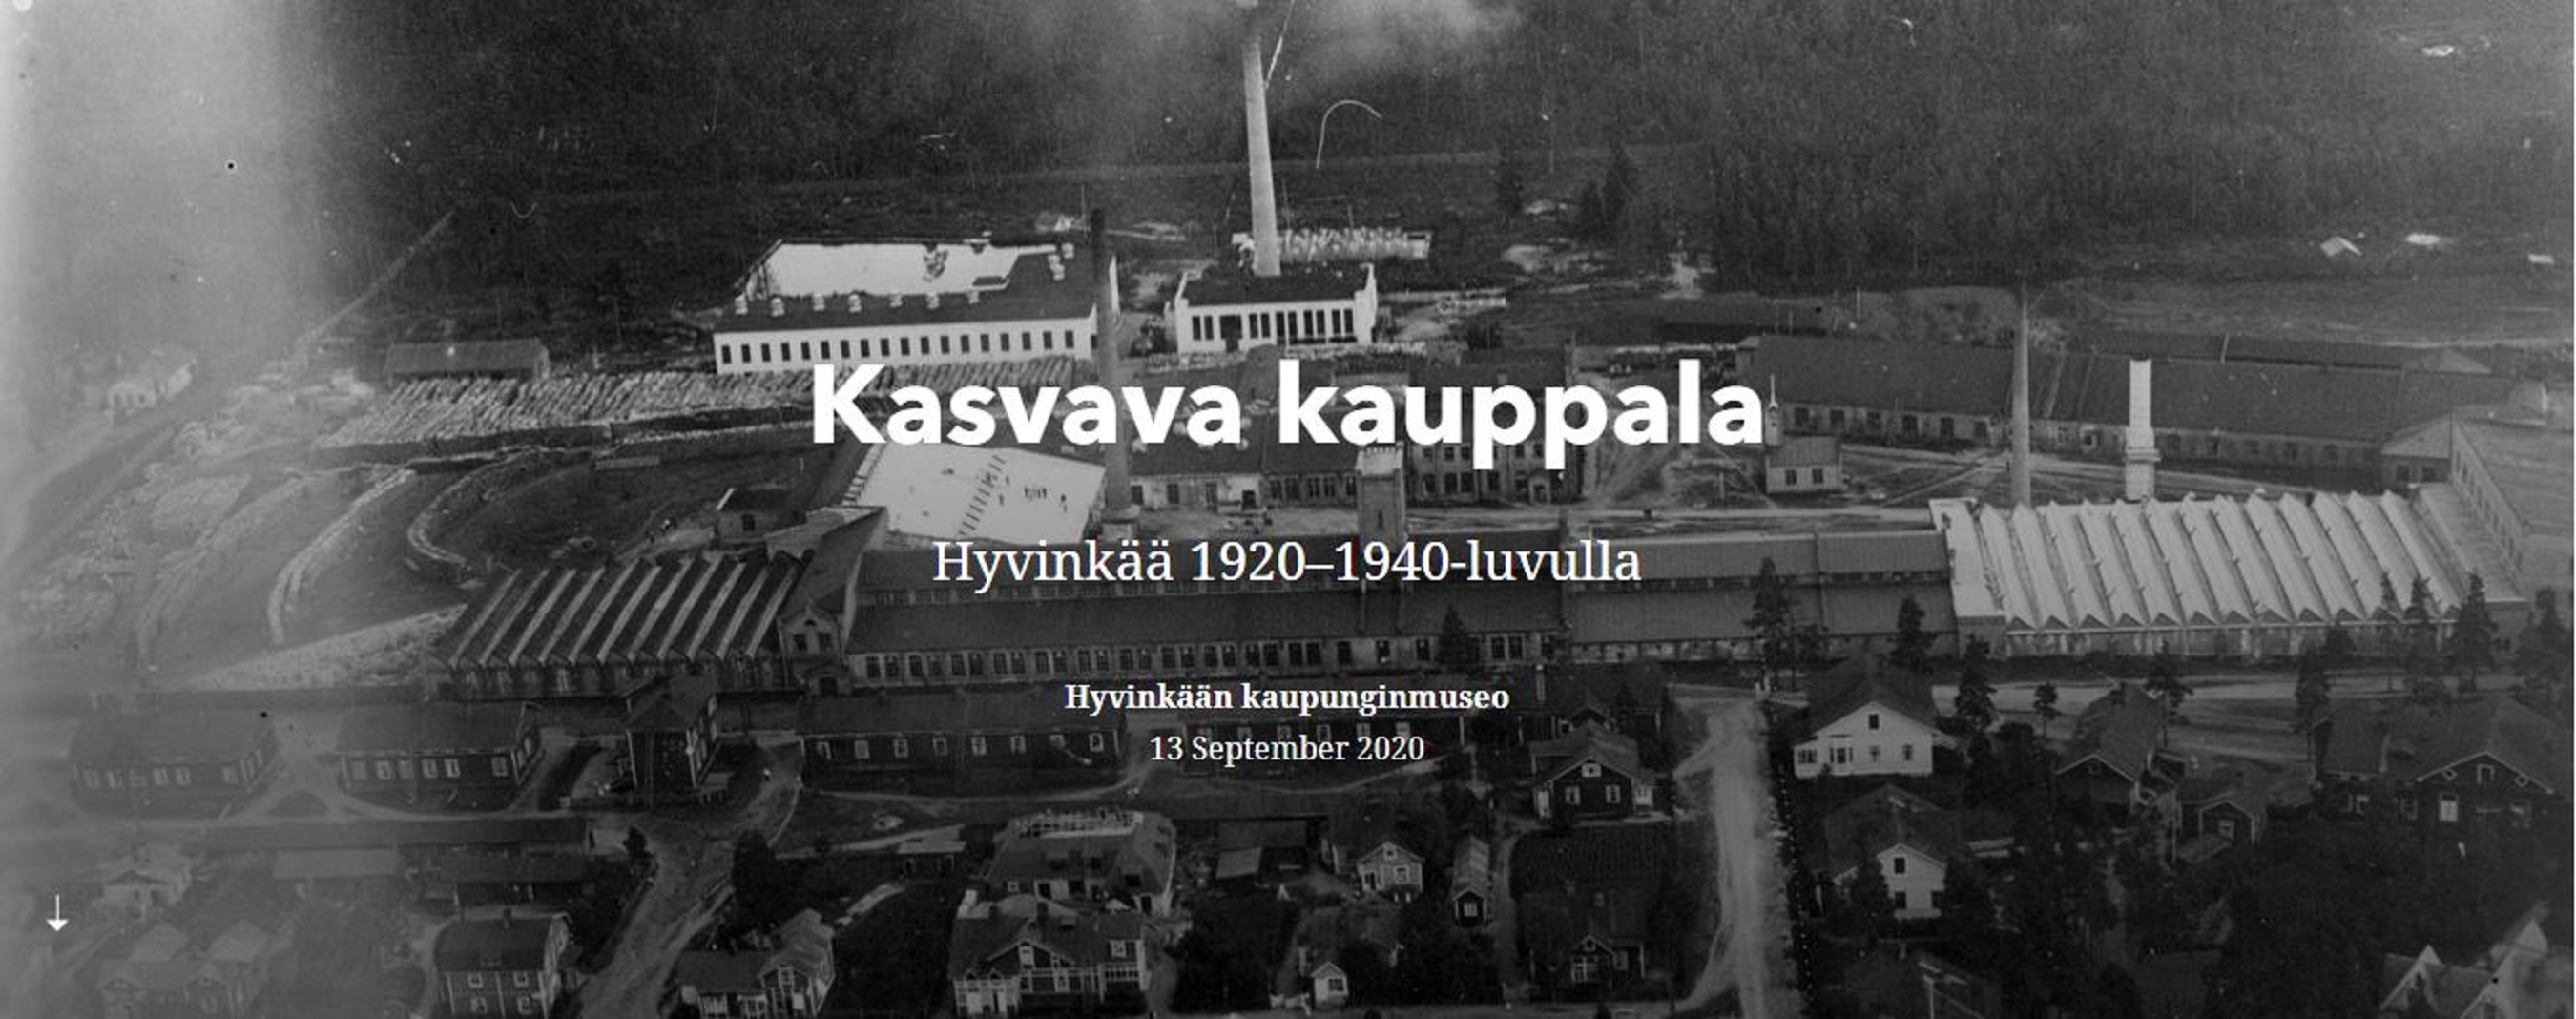 Kasvava kauppala
Hyvinkää 1920–1940-luvulla
Hyvinkään kaupunginmuseo
13 September 2020